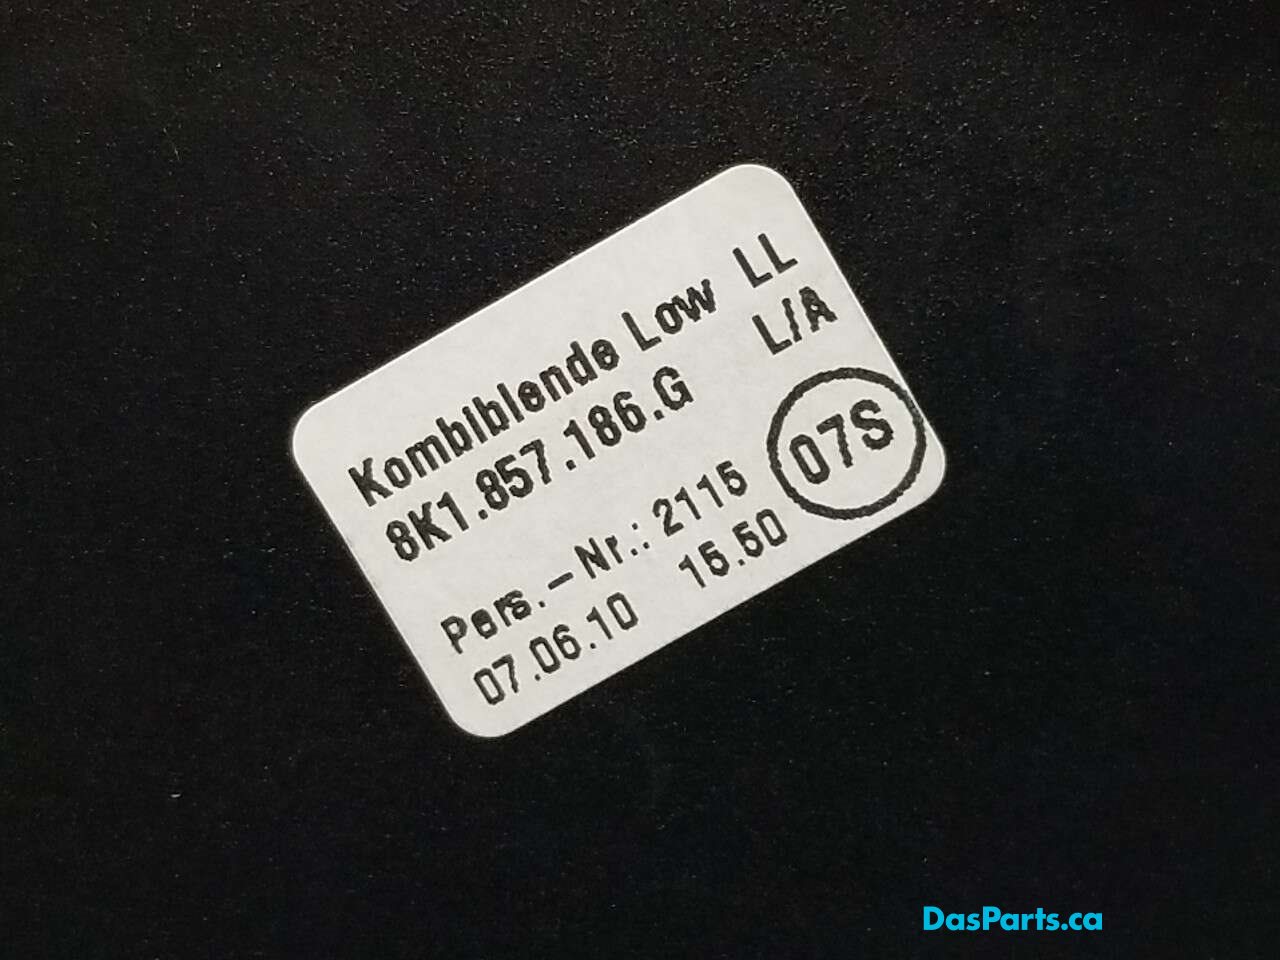 Kombiblende Low LL
8K1.857.186.G L/A
07S
Pers.-Nr.: 2115
07.06.10 15.50
DasParts.ca